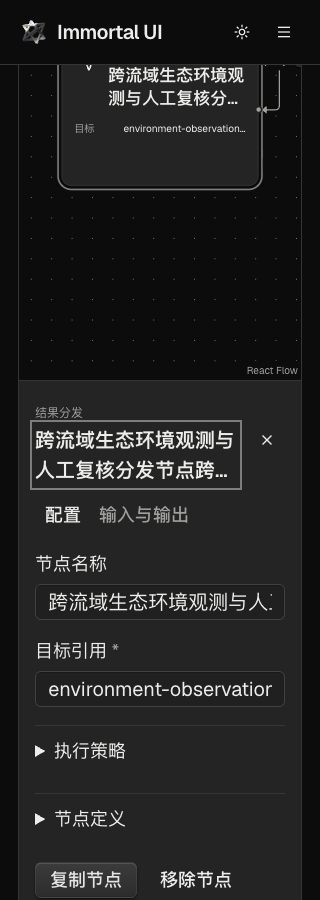 Immortal UI
跨流域生态环境观
测与人工复核分…
目标
environment-observation…
React Flow
结果分发
跨流域生态环境观测与
人工复核分发节点跨…
配置 输入与输出
节点名称
跨流域生态环境观测与人
目标引用 *
environment-observation
执行策略
节点定义
复制节点 移除节点